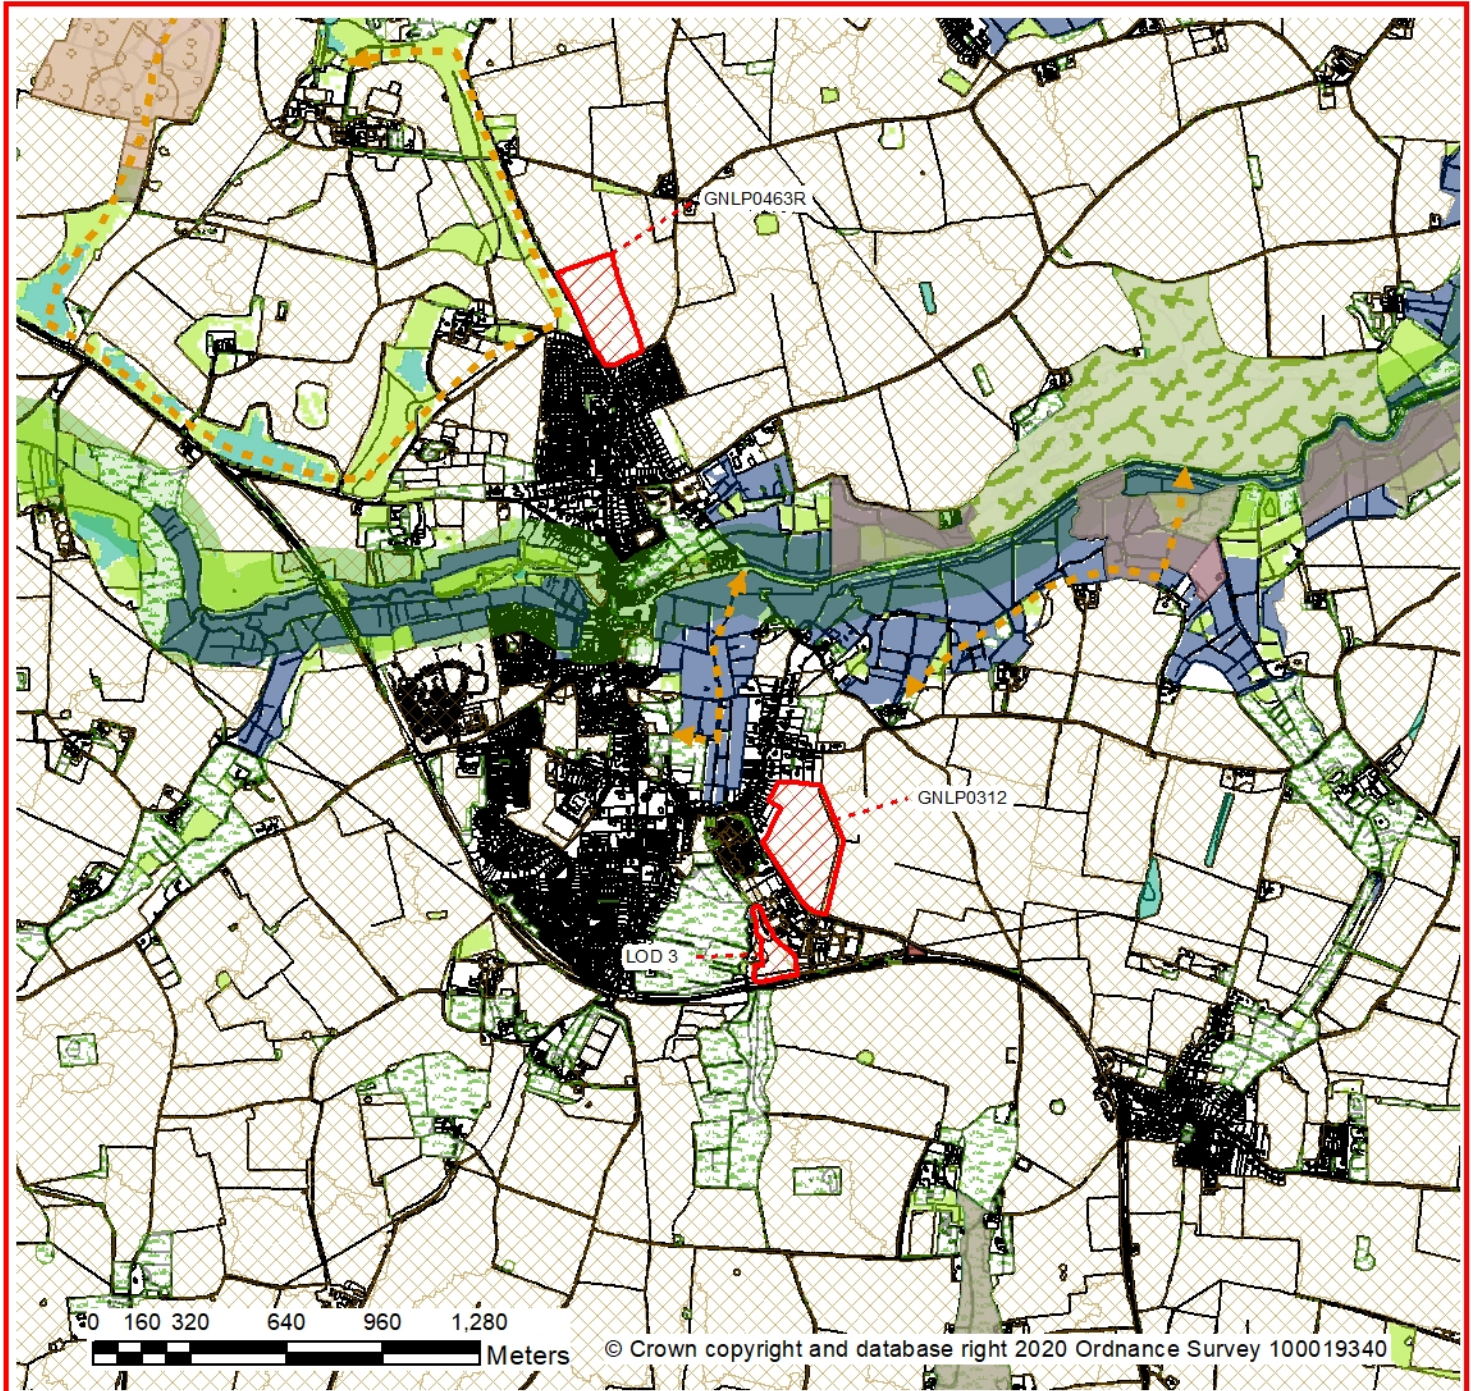 GNLP0463R
GNLP0312
LOD 3
0 160 320 640 960 1,280
Meters
© Crown copyright and database right 2020 Ordnance Survey 100019340